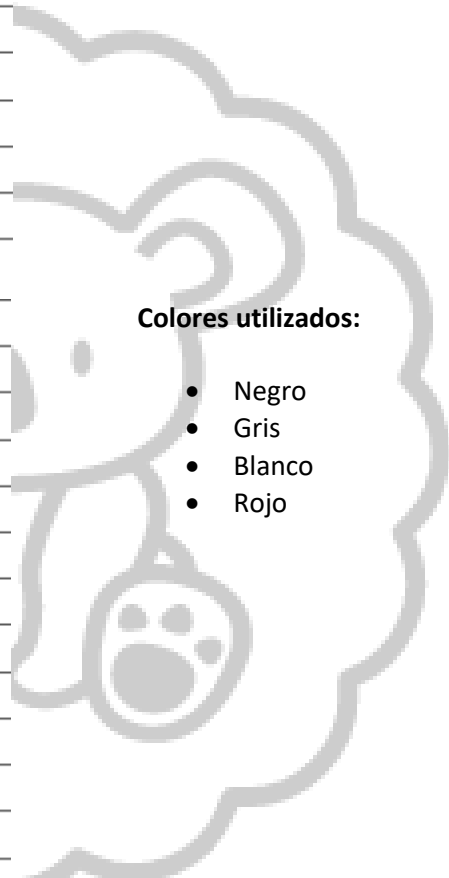 Colores utilizados:
• Negro
• Gris
• Blanco
• Rojo